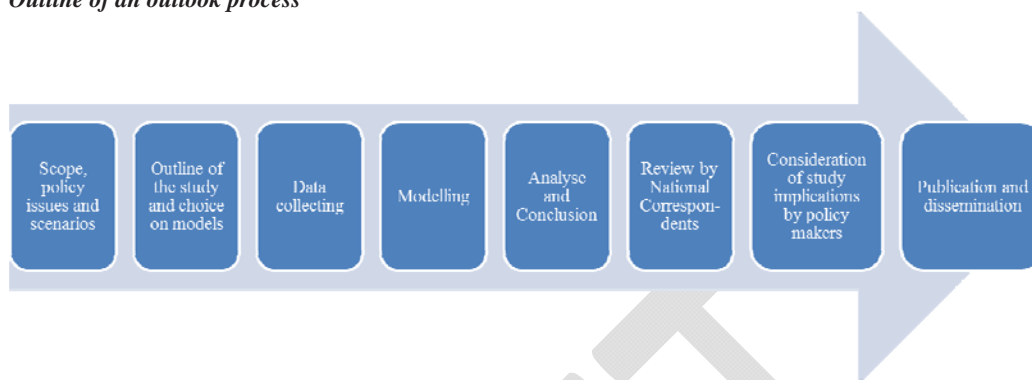 Outline of an outlook process
Scope,
policy
issues and
scenarios
Outline of
the study
and choice
on models
Data
collecting
Modelling
Analyse
and
Conclusion
Review by
National
Correspon-
dents
Consideration
of study
implications
by policy
makers
Publication and
dissemination